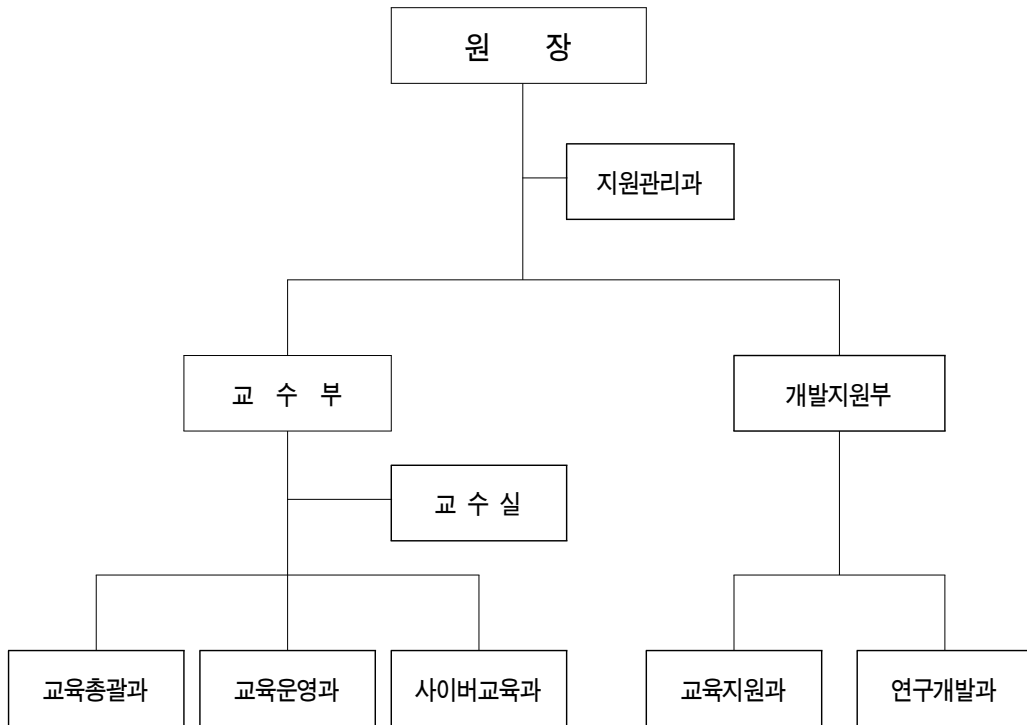 원 장
지원관리과
교 수 부
개발지원부
교 수 실
교육총괄과
교육운영과
사이버교육과
교육지원과
연구개발과